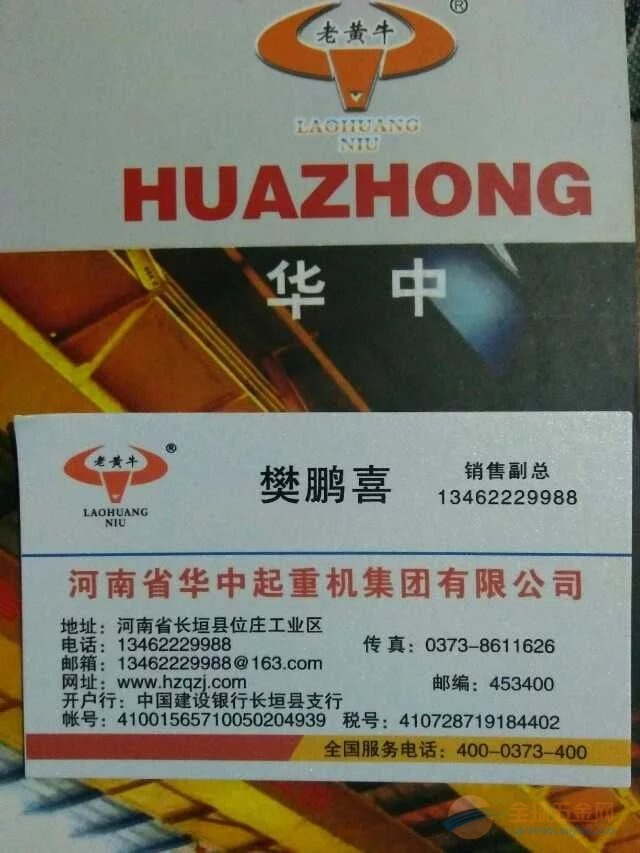 老黄牛 ®
LAOHUANG
NIU
HUAZHONG
华中
老黄牛 ®
LAOHUANG
NIU
樊鹏喜
销售副总
13462229988
河南省华中起重机集团有限公司
地址：河南省长垣县位庄工业区
电话：13462229988 传真：0373-8611626
邮箱：13462229988@163.com
网址：www.hzqzj.com 邮编：453400
开户行：中国建设银行长垣县支行
帐号：41001565710050204939 税号：410728719184402
全国服务电话：400-0373-400
全球五金网